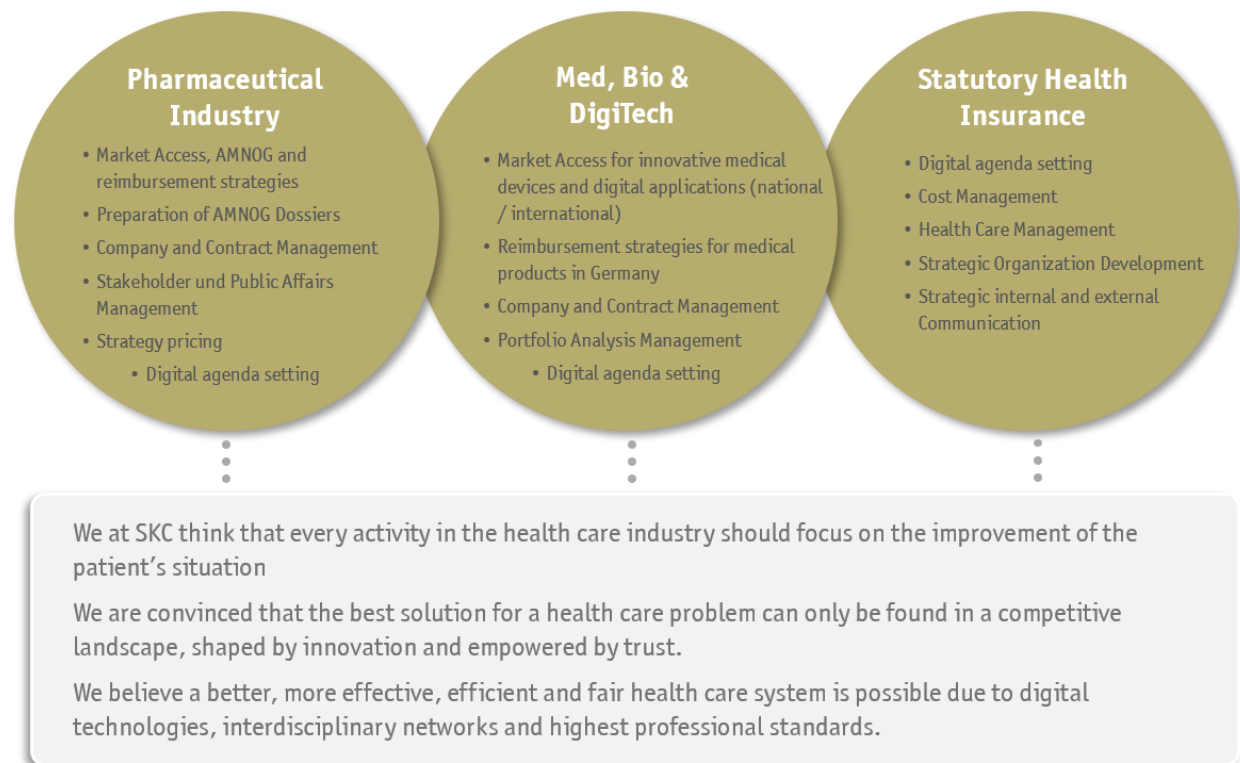 Pharmaceutical
Industry
• Market Access, AMNOG and
reimbursement strategies
• Preparation of AMNOG Dossiers
• Company and Contract Management
• Stakeholder und Public Affairs
Management
• Strategy pricing
• Digital agenda setting
Med, Bio &
DigiTech
• Market Access for innovative medical
devices and digital applications (national
/ international)
• Reimbursement strategies for medical
products in Germany
• Company and Contract Management
• Portfolio Analysis Management
• Digital agenda setting
Statutory Health
Insurance
• Digital agenda setting
• Cost Management
• Health Care Management
• Strategic Organization Development
• Strategic internal and external
Communication
We at SKC think that every activity in the health care industry should focus on the improvement of the
patient's situation
We are convinced that the best solution for a health care problem can only be found in a competitive
landscape, shaped by innovation and empowered by trust.
We believe a better, more effective, efficient and fair health care system is possible due to digital
technologies, interdisciplinary networks and highest professional standards.